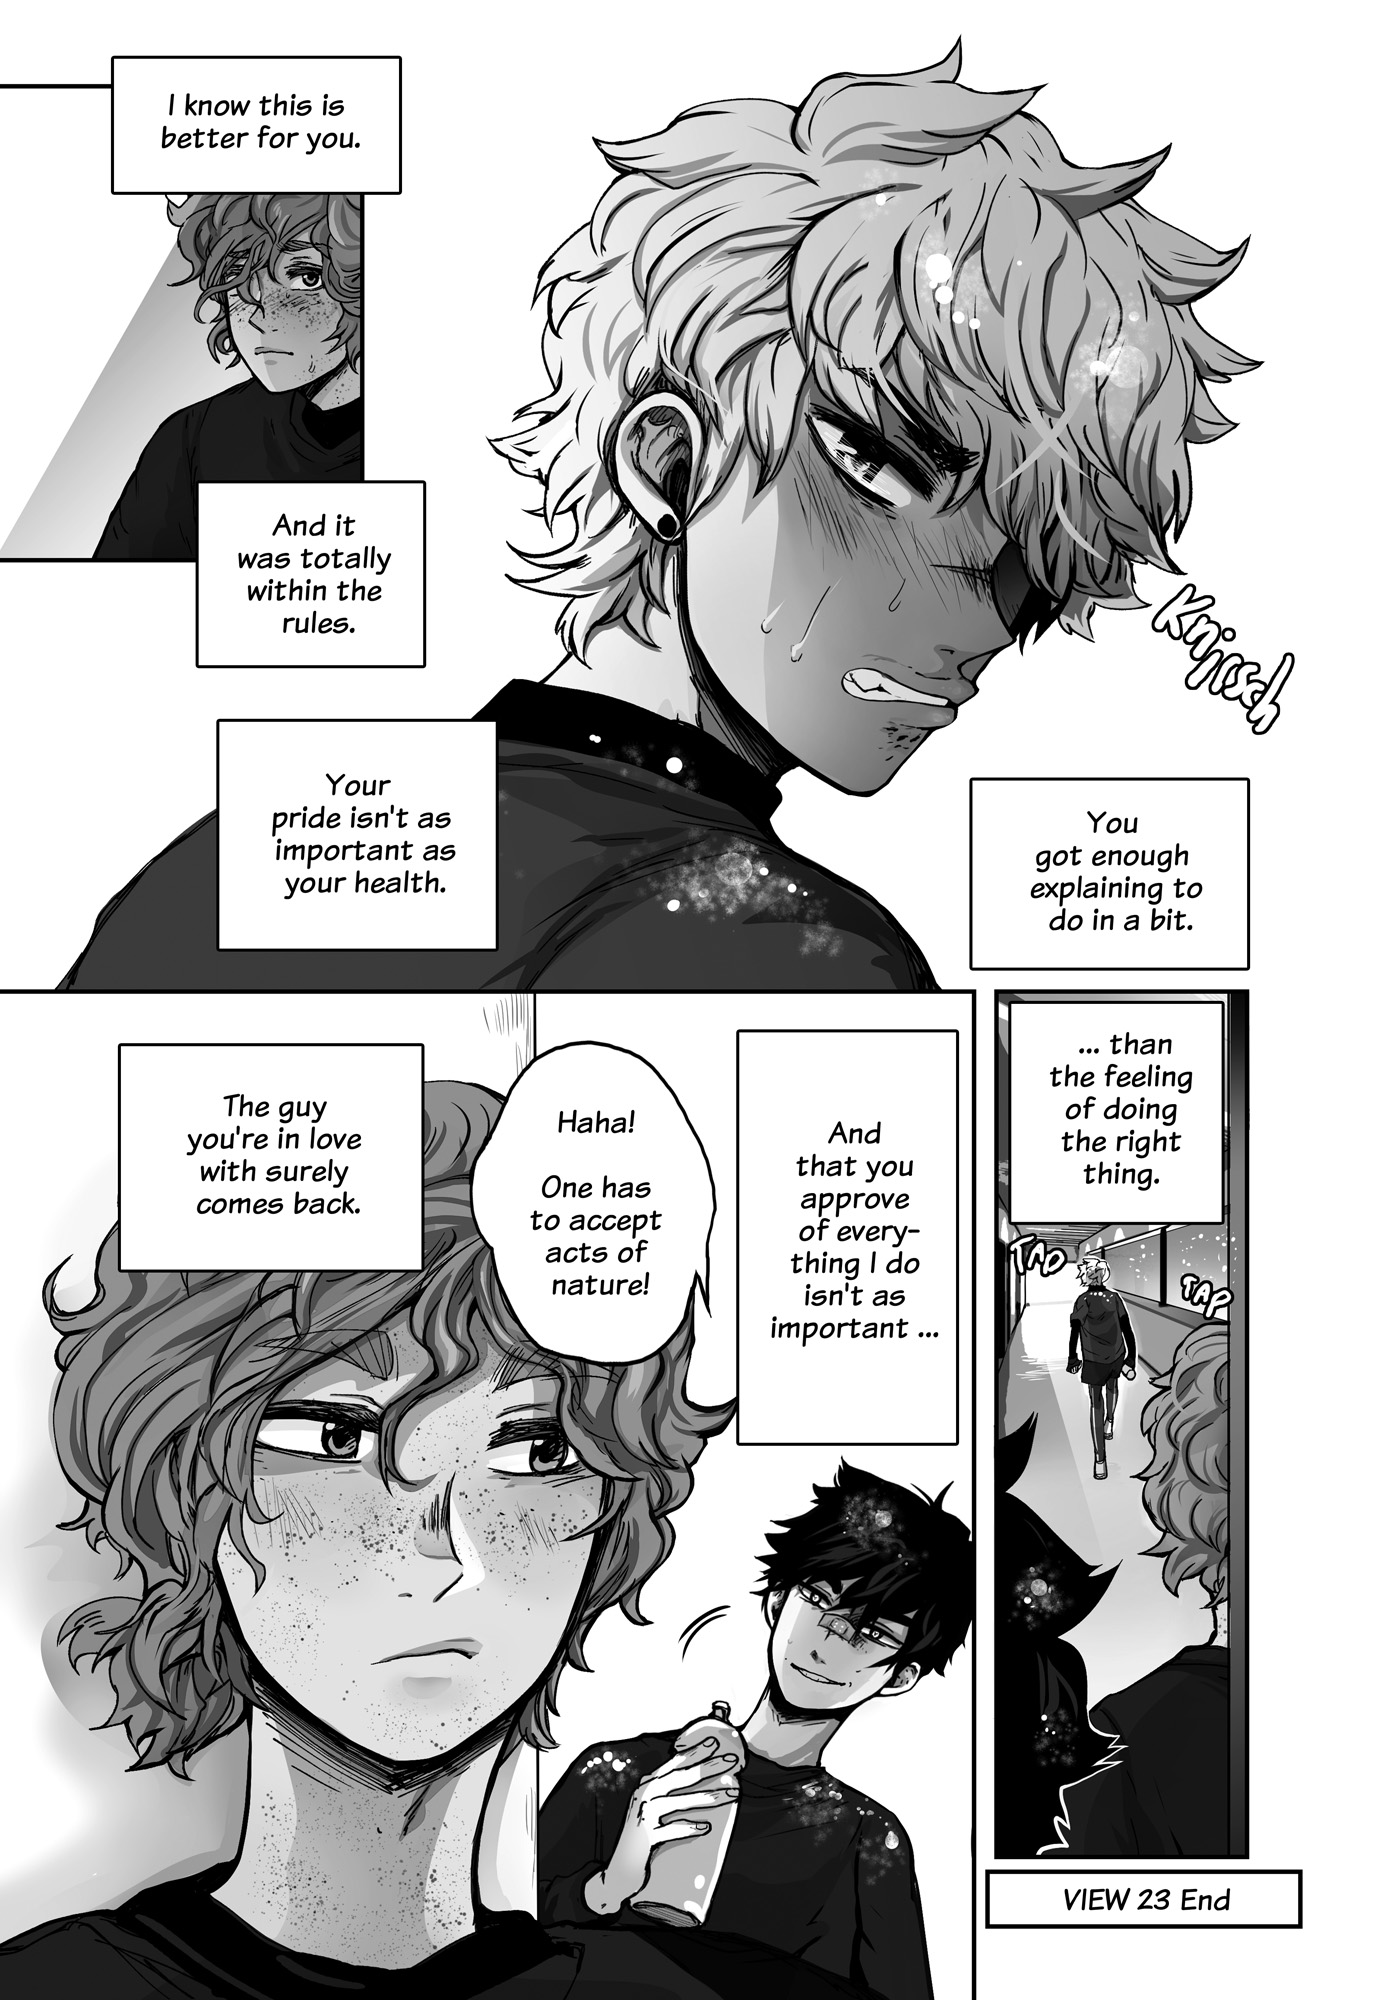 I know this is
better for you.
And it
was totally
within the
rules.
Knirsch
Your
pride isn't as
important as
your health.
You
got enough
explaining to
do in a bit.
The guy
you're in love
with surely
comes back.
Haha!
One has
to accept
acts of
nature!
And
that you
approve
of every-
thing I do
isn't as
important ...
... than
the feeling
of doing
the right
thing.
TAP
TAP
VIEW 23 End